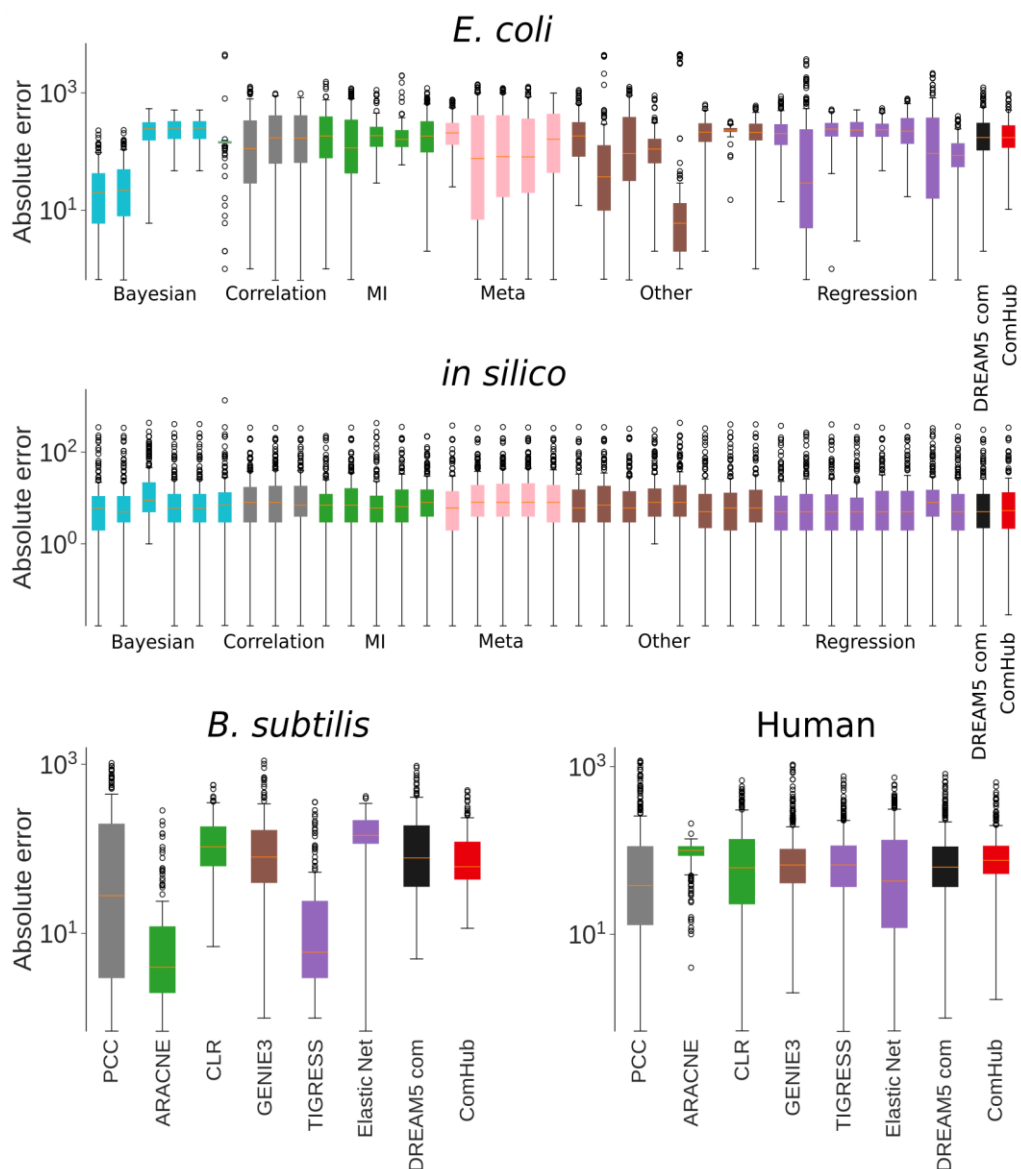 E. coli
10³
Absolute error
10¹
Bayesian Correlation MI Meta Other Regression DREAM5 com ComHub
in silico
10²
Absolute error
10⁰
Bayesian Correlation MI Meta Other Regression DREAM5 com ComHub
B. subtilis
10³
Absolute error
10¹
PCC ARACNE CLR GENIE3 TIGRESS Elastic Net DREAM5 com ComHub
Human
10³
10¹
PCC ARACNE CLR GENIE3 TIGRESS Elastic Net DREAM5 com ComHub